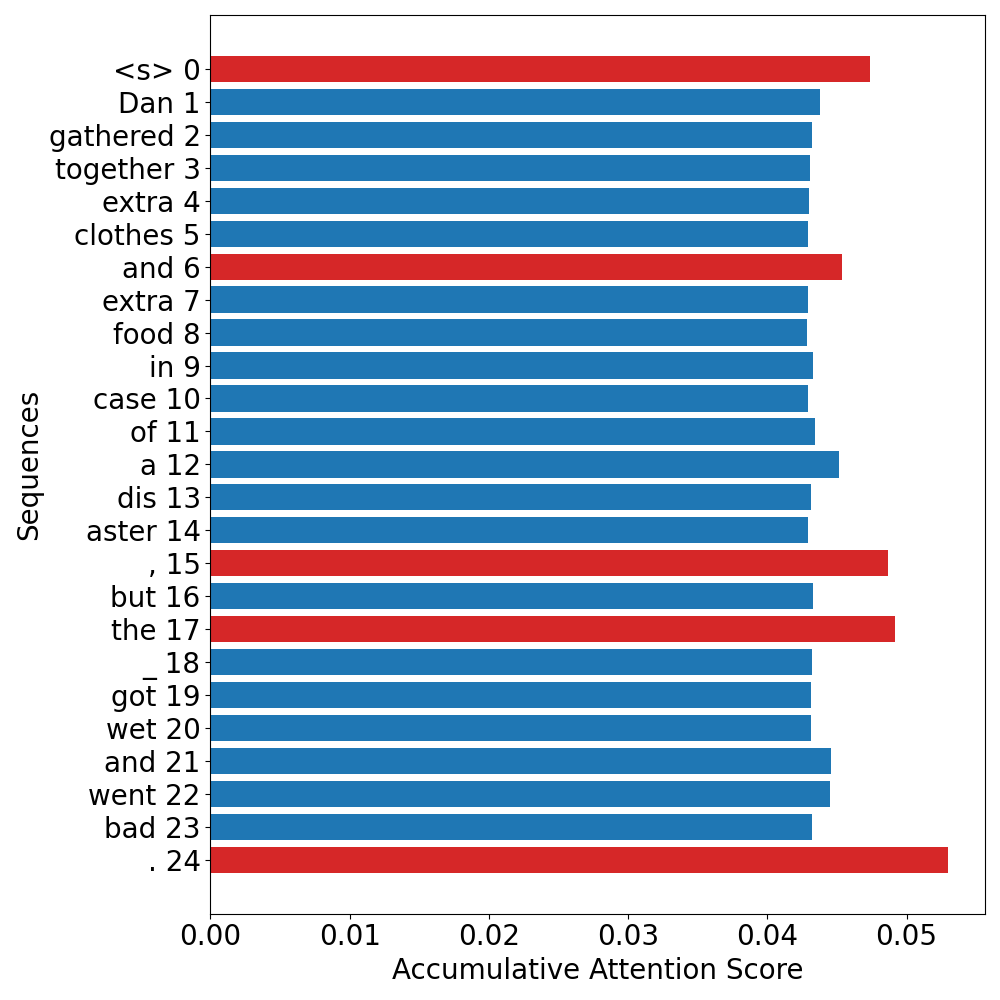 <s> 0
Dan 1
gathered 2
together 3
extra 4
clothes 5
and 6
extra 7
food 8
in 9
case 10
of 11
a 12
dis 13
aster 14
, 15
but 16
the 17
_ 18
got 19
wet 20
and 21
went 22
bad 23
. 24
Sequences
0.00 0.01 0.02 0.03 0.04 0.05
Accumulative Attention Score